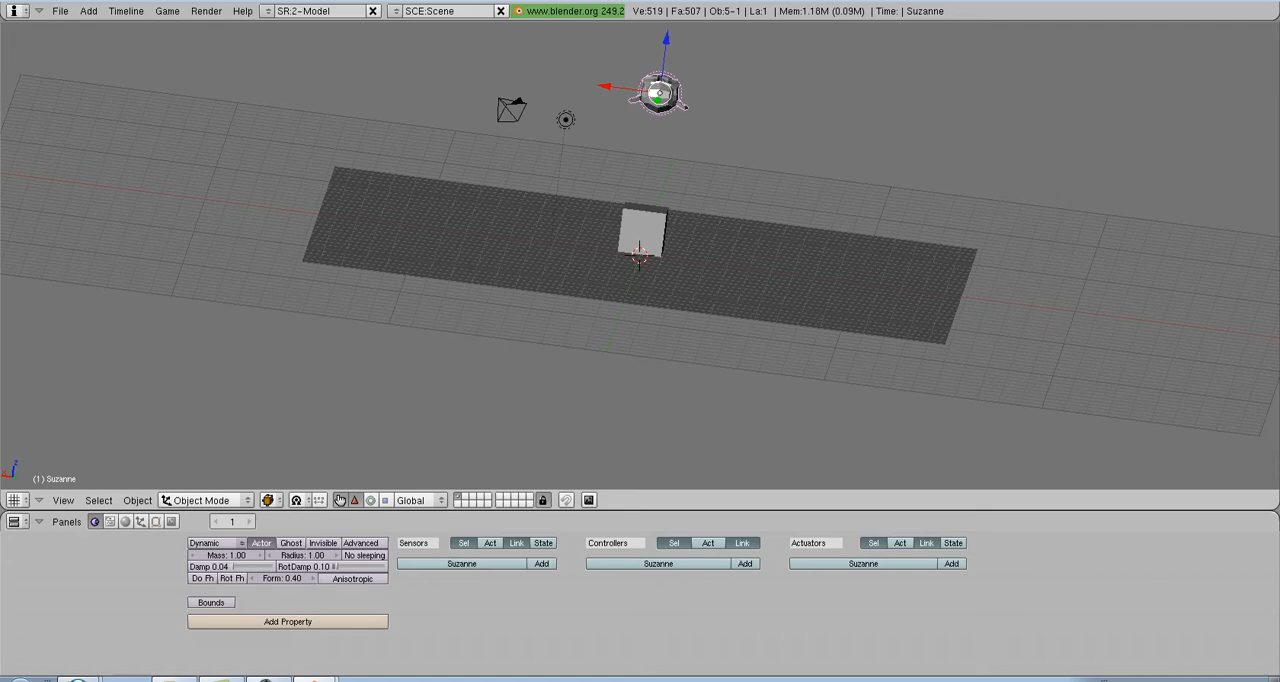 File Add Timeline Game Render Help SR:2-Model SCE:Scene www.blender.org 249.2 Ve:519 | Fa:507 | Ob:5-1 | La:1 | Mem:1.18M (0.09M) | Time: | Suzanne
z
x
(1) Suzanne
View Select Object Object Mode Global
Panels 1
Dynamic Actor Ghost Invisible Advanced Sensors Sel Act Link State Controllers Sel Act Link Actuators Sel Act Link State
Mass: 1.00 Radius: 1.00 No sleeping
Suzanne Add Suzanne Add Suzanne Add
Damp 0.04 RotDamp 0.10
Do Fh Rot Fh Form: 0.40 Anisotropic
Bounds
Add Property